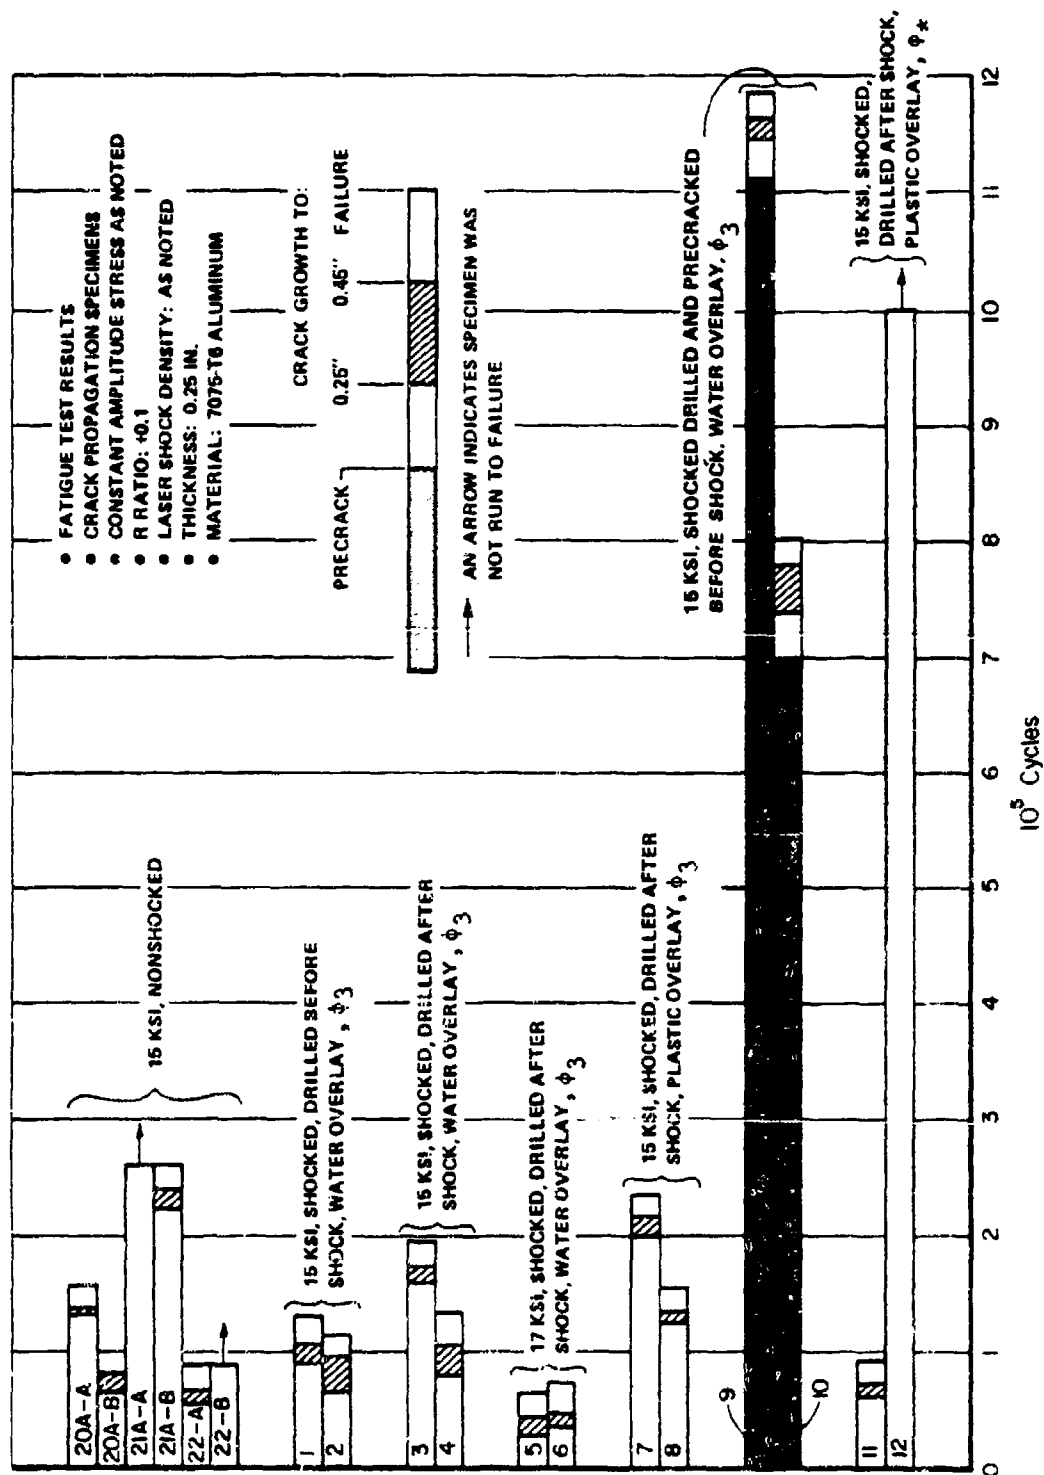 • FATIGUE TEST RESULTS
• CRACK PROPAGATION SPECIMENS
• CONSTANT AMPLITUDE STRESS AS NOTED
• R RATIO: +0.1
• LASER SHOCK DENSITY: AS NOTED
• THICKNESS: 0.25 IN.
• MATERIAL: 7075-T6 ALUMINUM
CRACK GROWTH TO:
PRECRACK
0.25"
0.45"
FAILURE
AN ARROW INDICATES SPECIMEN WAS
NOT RUN TO FAILURE
20A-A
20A-B
21A-A
21A-B
22-A
22-B
15 KSI, NONSHOCKED
1
2
15 KSI, SHOCKED, DRILLED BEFORE
SHOCK, WATER OVERLAY, ϕ3
3
4
15 KSI, SHOCKED, DRILLED AFTER
SHOCK, WATER OVERLAY, ϕ3
5
6
17 KSI, SHOCKED, DRILLED AFTER
SHOCK, WATER OVERLAY, ϕ3
7
8
15 KSI, SHOCKED, DRILLED AFTER
SHOCK, PLASTIC OVERLAY, ϕ3
9
10
15 KSI, SHOCKED DRILLED AND PRECRACKED
BEFORE SHOCK, WATER OVERLAY, ϕ3
11
12
15 KSI, SHOCKED,
DRILLED AFTER SHOCK,
PLASTIC OVERLAY, φ*
0 1 2 3 4 5 6 7 8 9 10 11 12
10⁵ Cycles